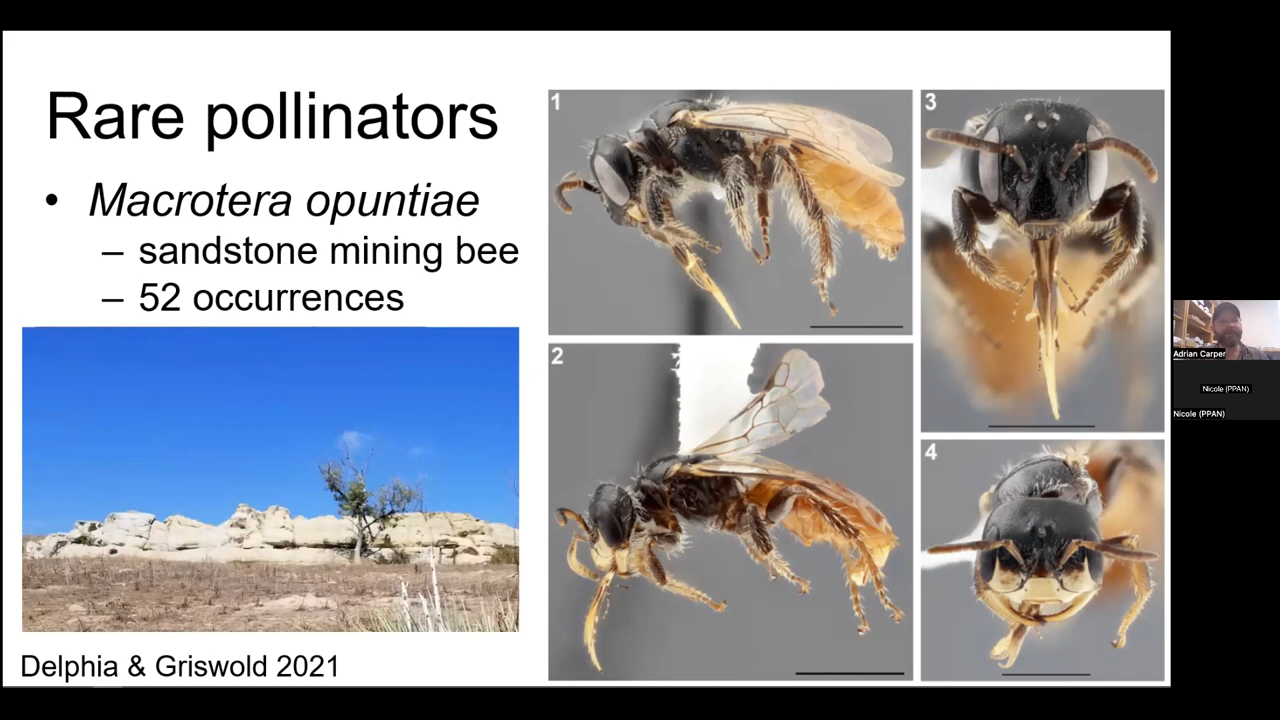 Rare pollinators
• Macrotera opuntiae
– sandstone mining bee
– 52 occurrences
Delphia & Griswold 2021
1
2
3
4
Adrian Carper
Nicole (PPAN)
Nicole (PPAN)